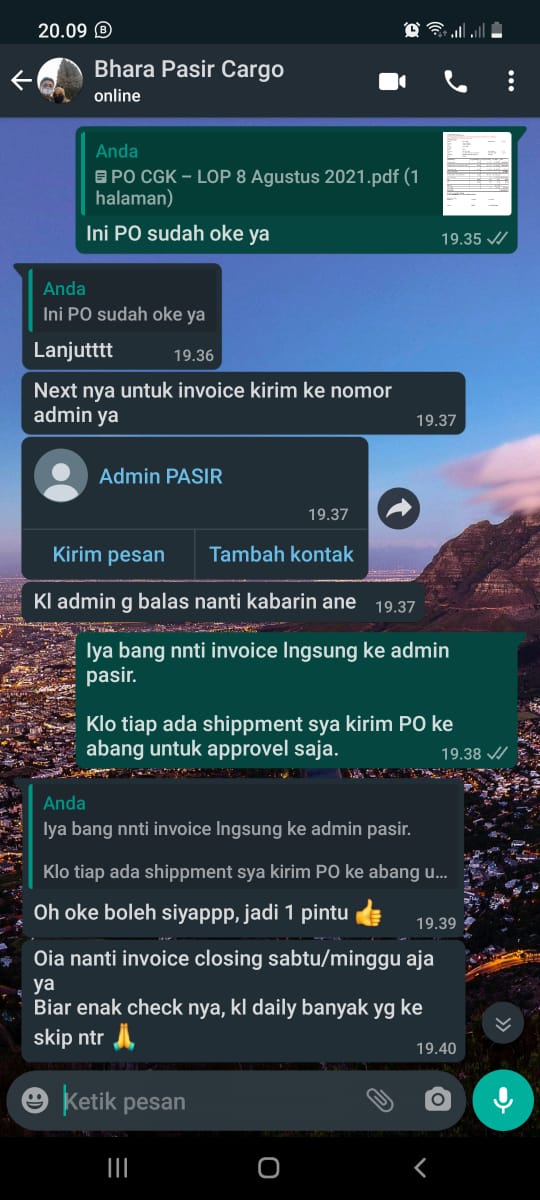 20.09
Bhara Pasir Cargo
online
Anda
PO CGK – LOP 8 Agustus 2021.pdf (1
halaman)
Ini PO sudah oke ya
19.35
Anda
Ini PO sudah oke ya
Lanjutttt
19.36
Next nya untuk invoice kirim ke nomor
admin ya
19.37
Admin PASIR
19.37
Kirim pesan
Tambah kontak
Kl admin g balas nanti kabarin ane
19.37
Iya bang nnti invoice lngsung ke admin
pasir.
Klo tiap ada shippment sya kirim PO ke
abang untuk approvel saja.
19.38
Anda
Iya bang nnti invoice lngsung ke admin pasir.
Klo tiap ada shippment sya kirim PO ke abang u...
Oh oke boleh siyappp, jadi 1 pintu 👍
19.39
Oia nanti invoice closing sabtu/minggu aja
ya
Biar enak check nya, kl daily banyak yg ke
skip ntr 🙏
19.40
Ketik pesan